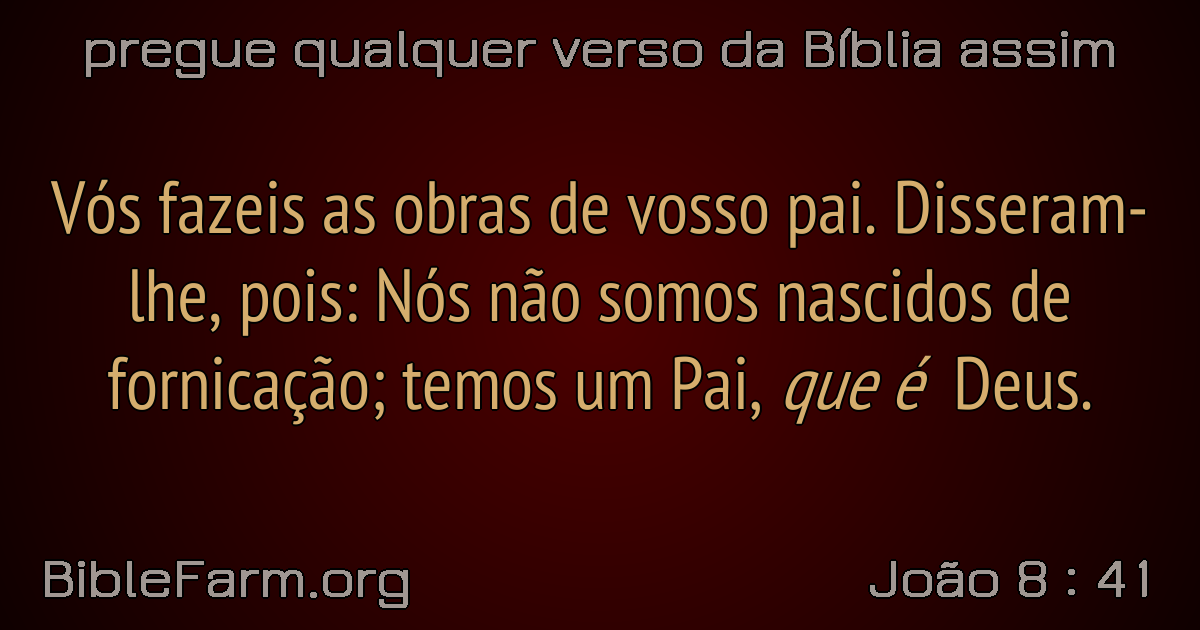 pregue qualquer verso da Bíblia assim
Vós fazeis as obras de vosso pai. Disseram-
lhe, pois: Nós não somos nascidos de
fornicação; temos um Pai, que é Deus.
BibleFarm.org
João 8 : 41